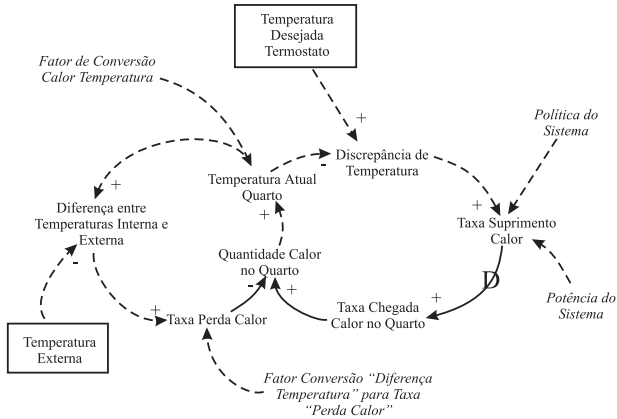 Temperatura
Desejada
Termostato
Fator de Conversão
Calor Temperatura
+
Política do
Sistema
-
Discrepância de
Temperatura
+
Temperatura Atual
Quarto
+
Diferença entre
Temperaturas Interna e
Externa
+
+
Taxa Suprimento
Calor
-
Quantidade Calor
no Quarto
D
-
+
+
Potência do
Sistema
+
Taxa Perda Calor
Taxa Chegada
Calor no Quarto
Temperatura
Externa
Fator Conversão “Diferença
Temperatura” para Taxa
“Perda Calor”